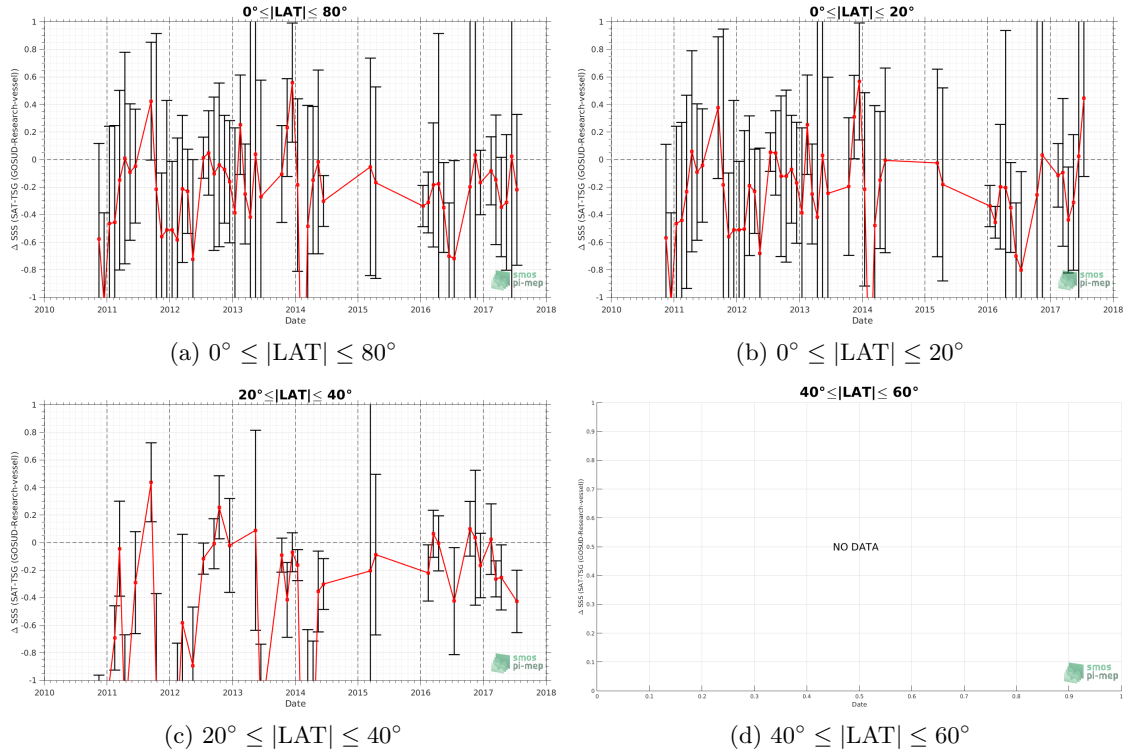 0°≤|LAT|≤ 80°
Δ SSS (SAT-TSG (GOSUD-Research-vessel))
1
0.8
0.6
0.4
0.2
0
-0.2
-0.4
-0.6
-0.8
-1
2010 2011 2012 2013 2014 2015 2016 2017 2018
Date
smos
pi-mep
(a) 0° ≤ |LAT| ≤ 80°
0°≤|LAT|≤ 20°
Δ SSS (SAT-TSG (GOSUD-Research-vessel))
1
0.8
0.6
0.4
0.2
0
-0.2
-0.4
-0.6
-0.8
-1
2010 2011 2012 2013 2014 2015 2016 2017 2018
Date
smos
pi-mep
(b) 0° ≤ |LAT| ≤ 20°
20°≤|LAT|≤ 40°
Δ SSS (SAT-TSG (GOSUD-Research-vessel))
1
0.8
0.6
0.4
0.2
0
-0.2
-0.4
-0.6
-0.8
-1
2010 2011 2012 2013 2014 2015 2016 2017 2018
Date
smos
pi-mep
(c) 20° ≤ |LAT| ≤ 40°
40°≤|LAT|≤ 60°
Δ SSS (SAT-TSG (GOSUD-Research-vessel))
1
0.9
0.8
0.7
0.6
0.5
0.4
0.3
0.2
0.1
0
NO DATA
0 0.1 0.2 0.3 0.4 0.5 0.6 0.7 0.8 0.9 1
Date
smos
pi-mep
(d) 40° ≤ |LAT| ≤ 60°